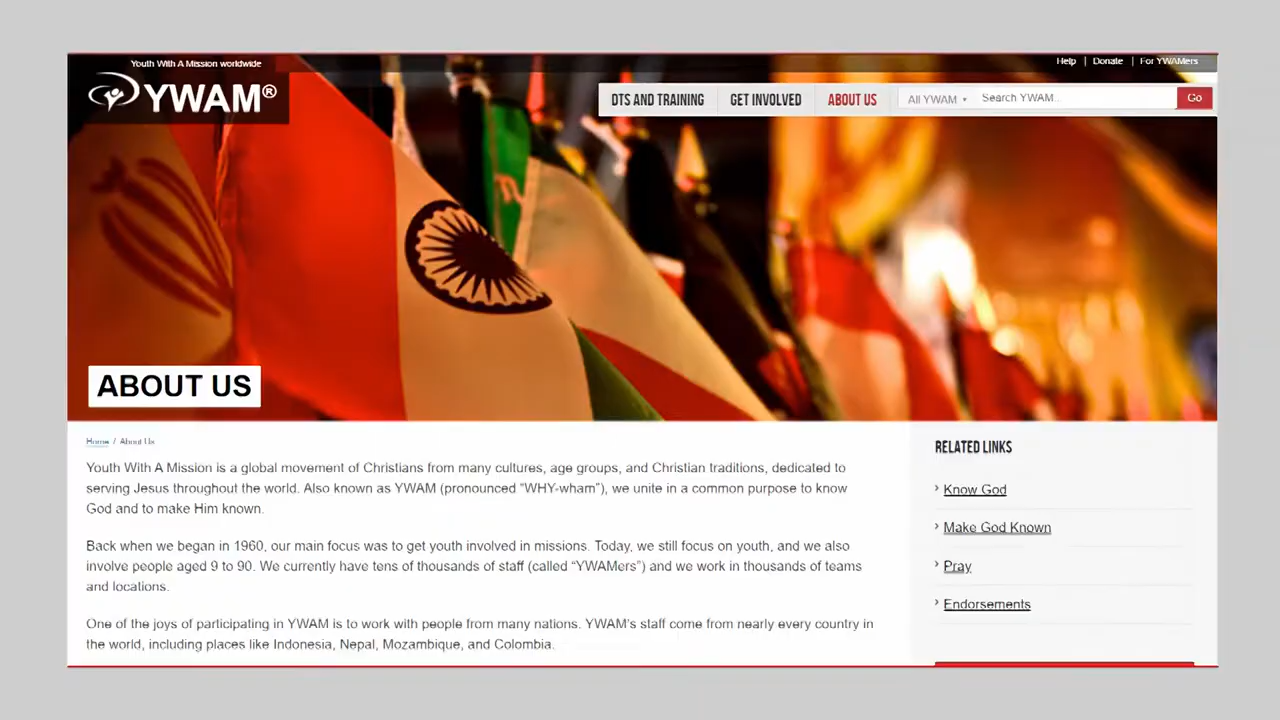 Youth With A Mission worldwide
Help | Donate | For YWAMers
YWAM®
DTS AND TRAINING
GET INVOLVED
ABOUT US
All YWAM
Search YWAM..
Go
ABOUT US
Home / About Us
Youth With A Mission is a global movement of Christians from many cultures, age groups, and Christian traditions, dedicated to
serving Jesus throughout the world. Also known as YWAM (pronounced “WHY-wham”), we unite in a common purpose to know
God and to make Him known.
Back when we began in 1960, our main focus was to get youth involved in missions. Today, we still focus on youth, and we also
involve people aged 9 to 90. We currently have tens of thousands of staff (called “YWAMers”) and we work in thousands of teams
and locations.
One of the joys of participating in YWAM is to work with people from many nations. YWAM’s staff come from nearly every country in
the world, including places like Indonesia, Nepal, Mozambique, and Colombia.
RELATED LINKS
Know God
Make God Known
Pray
Endorsements